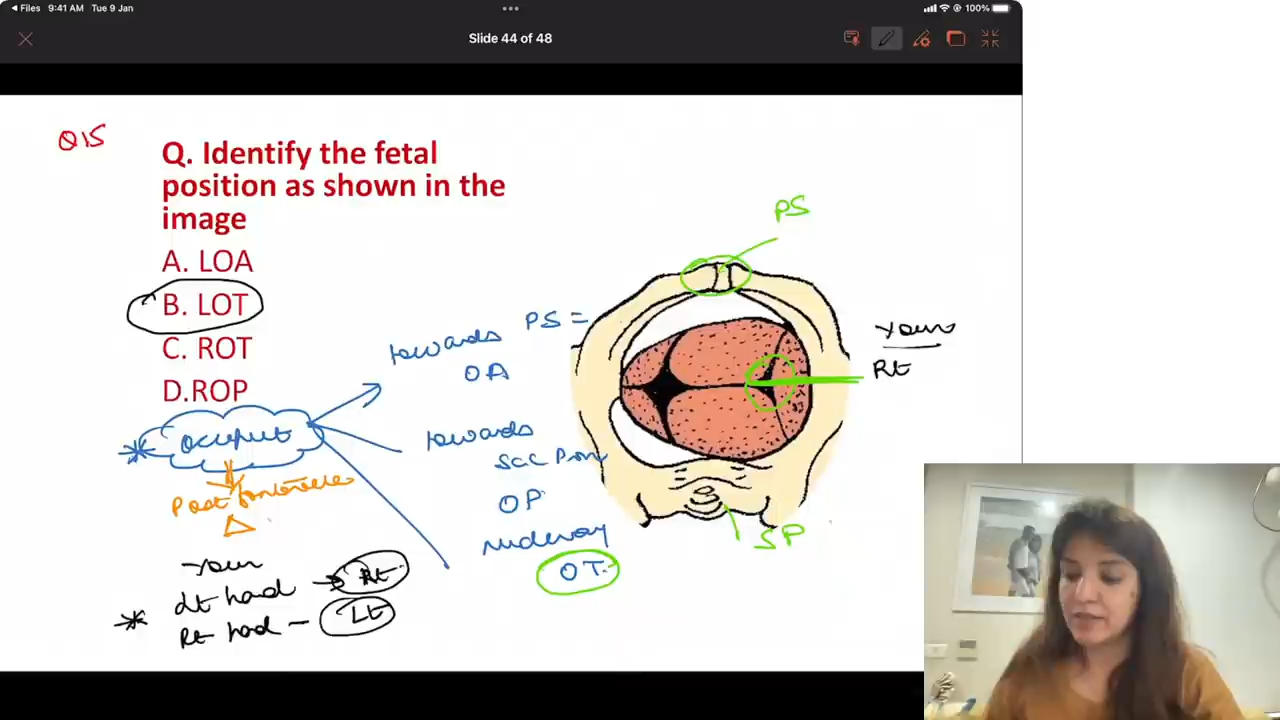 Files 9:41 AM Tue 9 Jan
100%
Slide 44 of 48
Q15
Q. Identify the fetal
position as shown in the
image
A. LOA
B. LOT
C. ROT
D.ROP
PS
towards PS =
OA
your
Rt
occiput
towards
Sac Prom
OP
Post fontanelle
midway
OT
SP
your
Lt hand → Rt
Rt hand – Lt